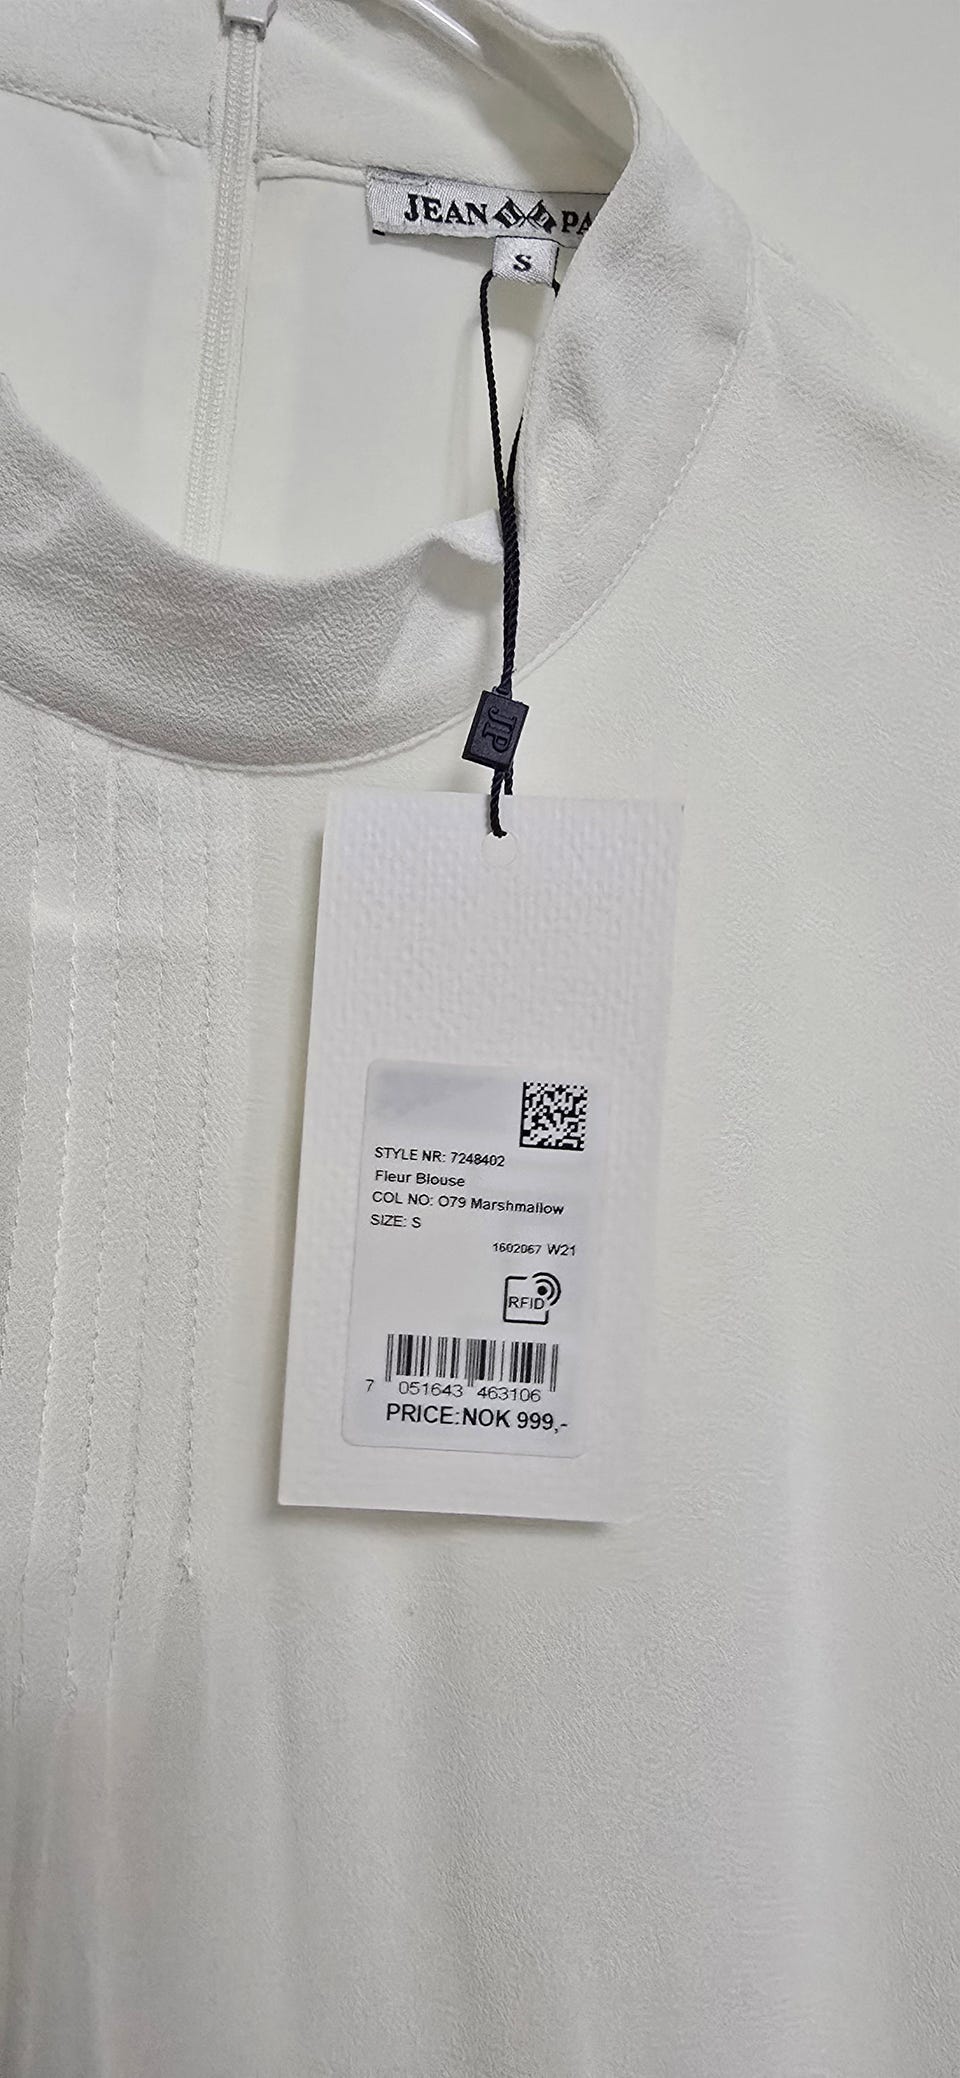 JEAN PA
S
JP
STYLE NR: 7248402
Fleur Blouse
COL NO: O79 Marshmallow
SIZE: S
1602067 W21
RFID
7 051643 463106
PRICE:NOK 999,-